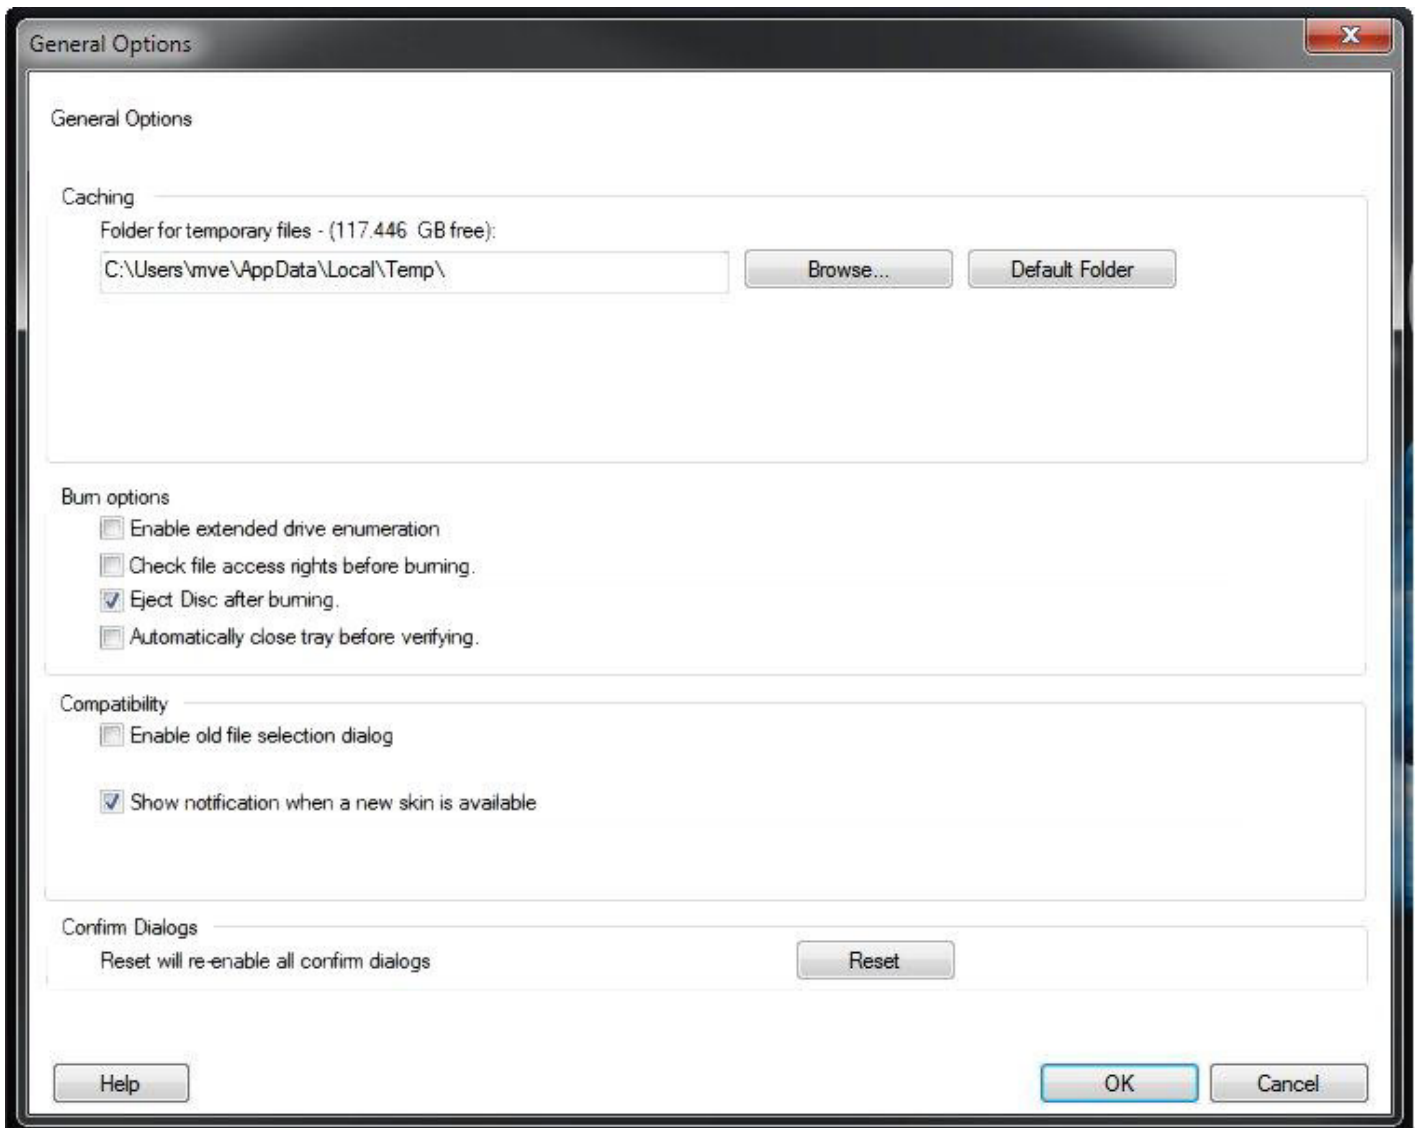 General Options
X
General Options
Caching
Folder for temporary files - (117.446 GB free):
C:\Users\mve\AppData\Local\Temp\
Browse...
Default Folder
Burn options
Enable extended drive enumeration
Check file access rights before burning.
Eject Disc after burning.
Automatically close tray before verifying.
Compatibility
Enable old file selection dialog
Show notification when a new skin is available
Confirm Dialogs
Reset will re-enable all confirm dialogs
Reset
Help
OK
Cancel